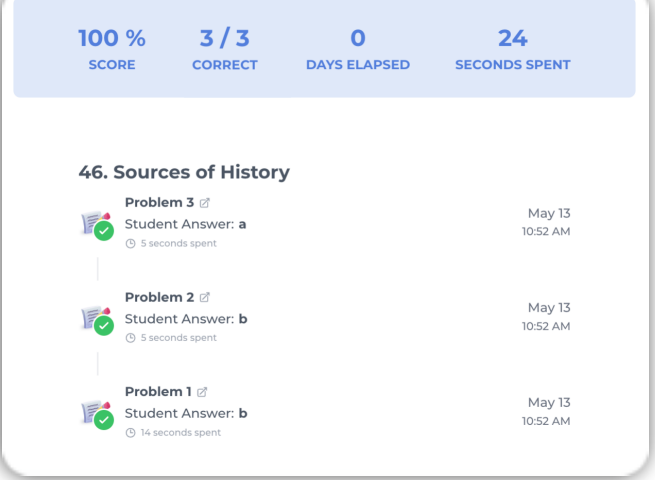 100 % 3 / 3 0 24
SCORE CORRECT DAYS ELAPSED SECONDS SPENT
46. Sources of History
Problem 3
May 13
Student Answer: a
10:52 AM
5 seconds spent
Problem 2
May 13
Student Answer: b
10:52 AM
5 seconds spent
Problem 1
May 13
Student Answer: b
10:52 AM
14 seconds spent